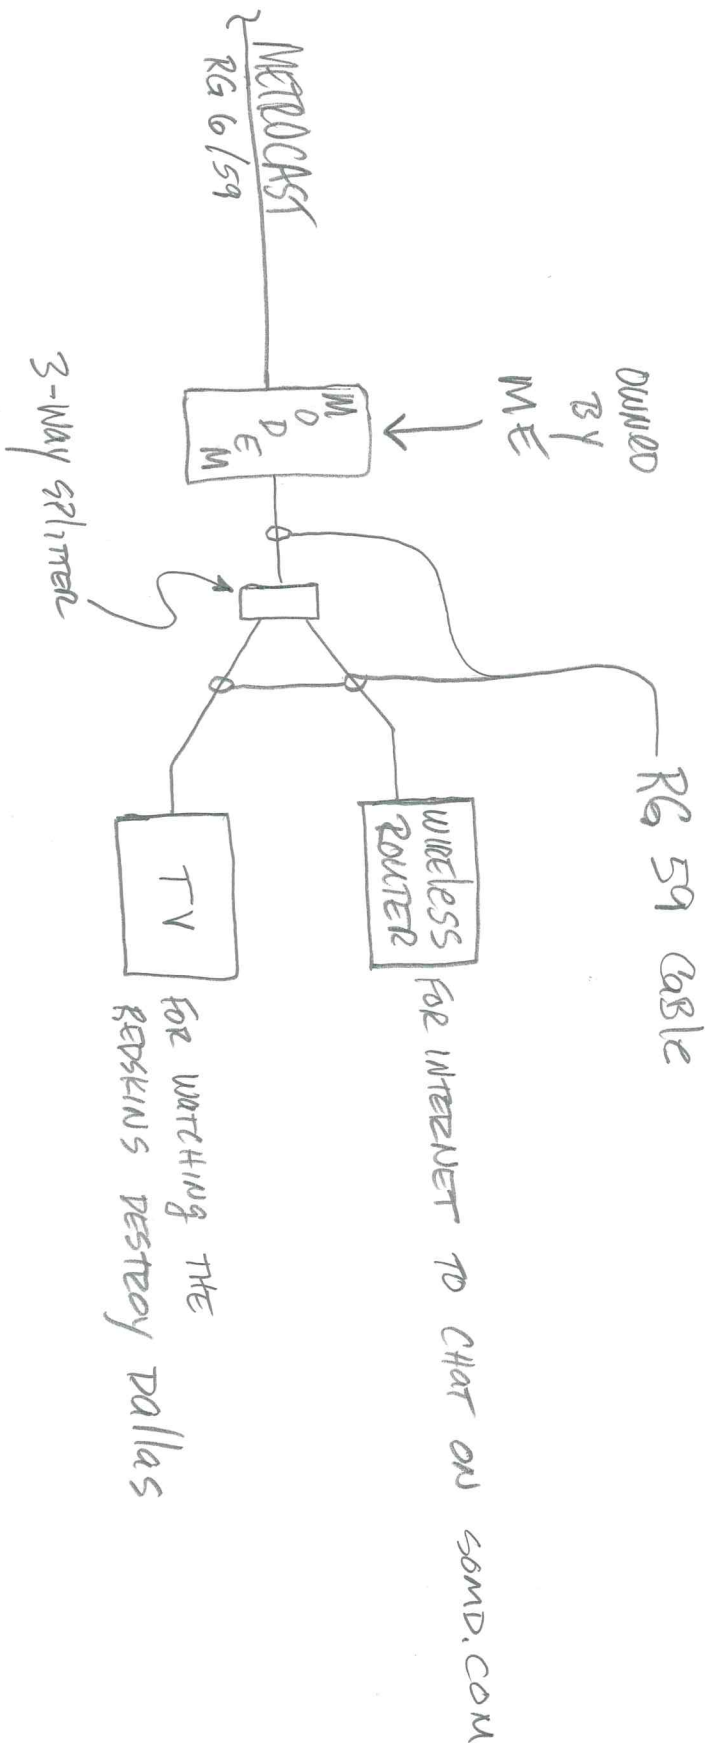 OWNED
BY
ME
METROCAST
RG 6/59
MODEM
3-WAY SPLITTER
RG 59 CABLE
WIRELESS
ROUTER
FOR INTERNET TO CHAT ON SOMD.COM
TV
FOR WATCHING THE
REDSKINS DESTROY DALLAS